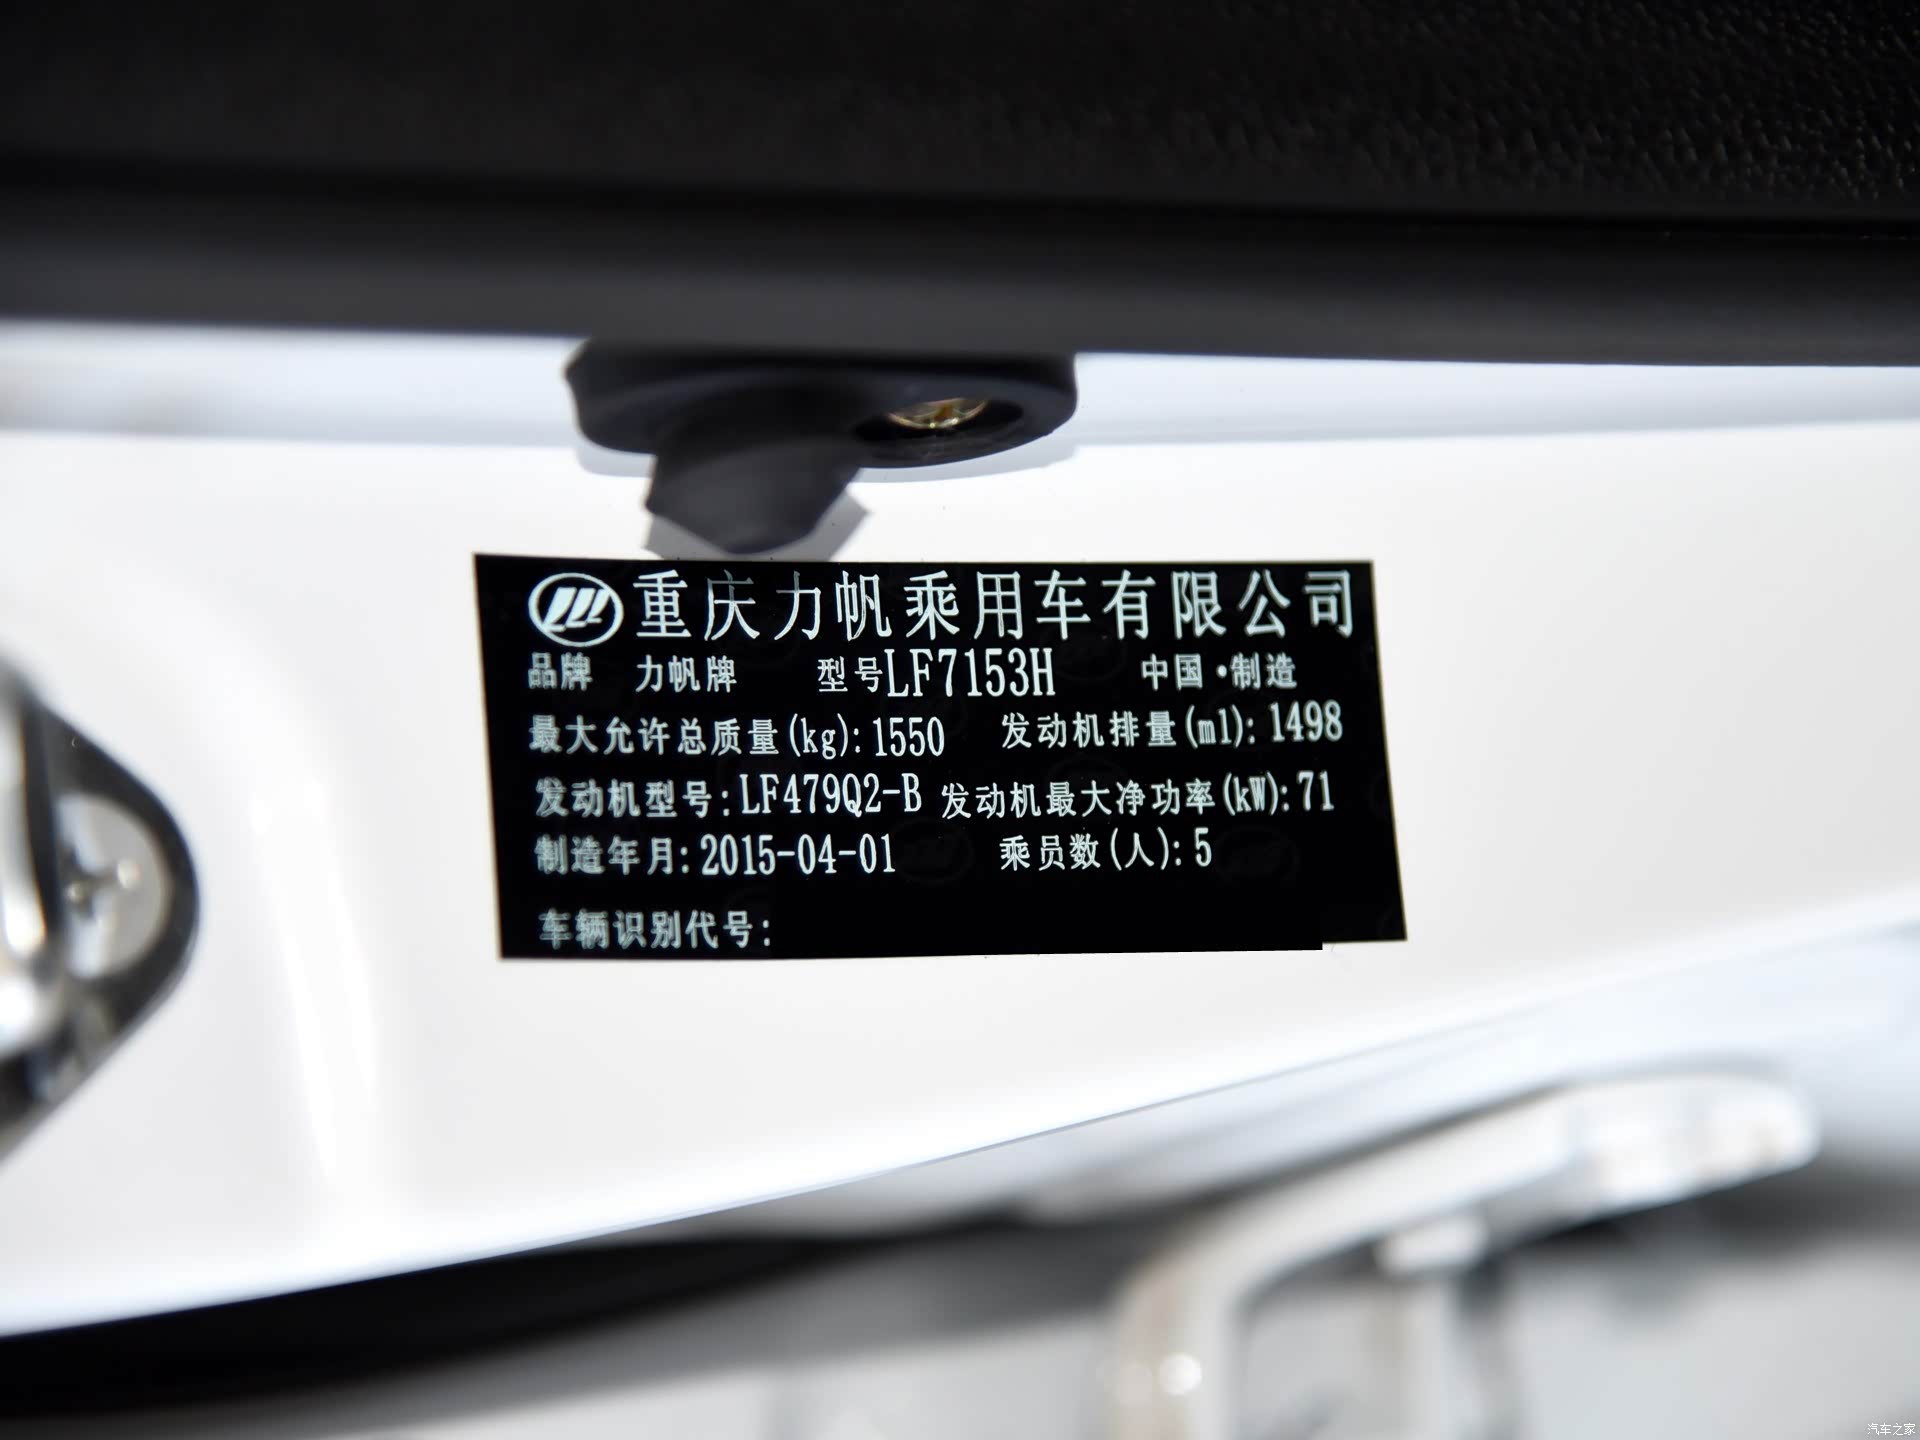 重庆力帆乘用车有限公司
品牌 力帆牌 型号LF7153H 中国·制造
最大允许总质量(kg):1550 发动机排量(ml):1498
发动机型号:LF479Q2-B 发动机最大净功率(kW):71
制造年月:2015-04-01 乘员数(人):5
车辆识别代号:
汽车之家